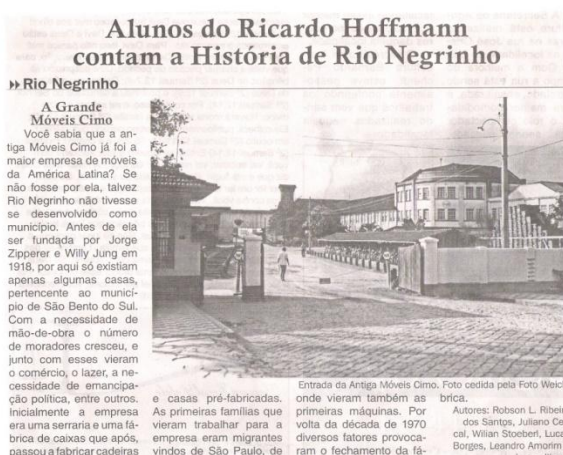 Alunos do Ricardo Hoffmann
contam a História de Rio Negrinho
Rio Negrinho
A Grande
Móveis Cimo
Você sabia que a an-
tiga Móveis Cimo já foi a
maior empresa de móveis
da América Latina? Se
não fosse por ela, talvez
Rio Negrinho não tivesse
se desenvolvido como
município. Antes de ela
ser fundada por Jorge
Zipperer e Willy Jung em
1918, por aqui só existiam
apenas algumas casas,
pertencente ao municí-
pio de São Bento do Sul.
Com a necessidade de
mão-de-obra o número
de moradores cresceu, e
junto com esses vieram
o comércio, o lazer, a ne-
cessidade de emancipa-
ção política, entre outros.
Inicialmente a empresa
era uma serraria e uma fá-
brica de caixas que após,
passou a fabricar cadeiras
e casas pré-fabricadas.
As primeiras famílias que
vieram trabalhar para a
empresa eram migrantes
vindos de São Paulo, de
Entrada da Antiga Móveis Cimo. Foto cedida pela Foto Weick
onde vieram também as
primeiras máquinas. Por
volta da década de 1970
diversos fatores provoca-
ram o fechamento da fá-
brica.
Autores: Robson L. Ribei
dos Santos, Juliano Ce
cal, Wilian Stoeberl, Luca
Borges, Leandro Amorim